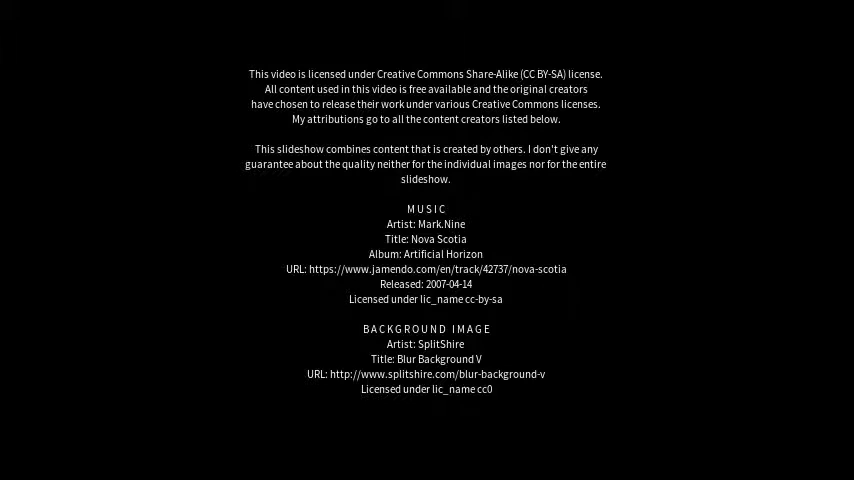 This video is licensed under Creative Commons Share-Alike (CC BY-SA) license.
All content used in this video is free available and the original creators
have chosen to release their work under various Creative Commons licenses.
My attributions go to all the content creators listed below.
This slideshow combines content that is created by others. I don't give any
guarantee about the quality neither for the individual images nor for the entire
slideshow.
MUSIC
Artist: Mark.Nine
Title: Nova Scotia
Album: Artificial Horizon
URL: https://www.jamendo.com/en/track/42737/nova-scotia
Released: 2007-04-14
Licensed under lic_name cc-by-sa
BACKGROUND IMAGE
Artist: SplitShire
Title: Blur Background V
URL: http://www.splitshire.com/blur-background-v
Licensed under lic_name cc0